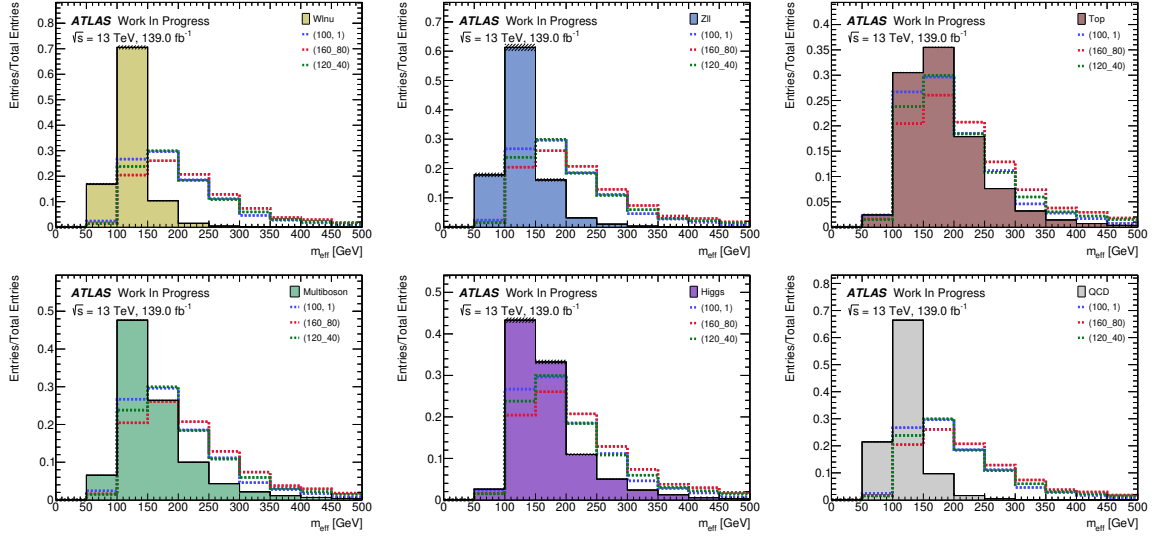 ATLAS Work In Progress
√s = 13 TeV, 139.0 fb⁻¹
Wlnu
(100, 1)
(160_80)
(120_40)
Entries/Total Entries
0.8
0.7
0.6
0.5
0.4
0.3
0.2
0.1
0
0 50 100 150 200 250 300 350 400 450 500
m_eff [GeV]
ATLAS Work In Progress
√s = 13 TeV, 139.0 fb⁻¹
Zll
(100, 1)
(160_80)
(120_40)
Entries/Total Entries
0.7
0.6
0.5
0.4
0.3
0.2
0.1
0
0 50 100 150 200 250 300 350 400 450 500
m_eff [GeV]
ATLAS Work In Progress
√s = 13 TeV, 139.0 fb⁻¹
Top
(100, 1)
(160_80)
(120_40)
Entries/Total Entries
0.4
0.35
0.3
0.25
0.2
0.15
0.1
0.05
0
0 50 100 150 200 250 300 350 400 450 500
m_eff [GeV]
ATLAS Work In Progress
√s = 13 TeV, 139.0 fb⁻¹
Multiboson
(100, 1)
(160_80)
(120_40)
Entries/Total Entries
0.5
0.4
0.3
0.2
0.1
0
0 50 100 150 200 250 300 350 400 450 500
m_eff [GeV]
ATLAS Work In Progress
√s = 13 TeV, 139.0 fb⁻¹
Higgs
(100, 1)
(160_80)
(120_40)
Entries/Total Entries
0.5
0.4
0.3
0.2
0.1
0
0 50 100 150 200 250 300 350 400 450 500
m_eff [GeV]
ATLAS Work In Progress
√s = 13 TeV, 139.0 fb⁻¹
QCD
(100, 1)
(160_80)
(120_40)
Entries/Total Entries
0.8
0.7
0.6
0.5
0.4
0.3
0.2
0.1
0
0 50 100 150 200 250 300 350 400 450 500
m_eff [GeV]